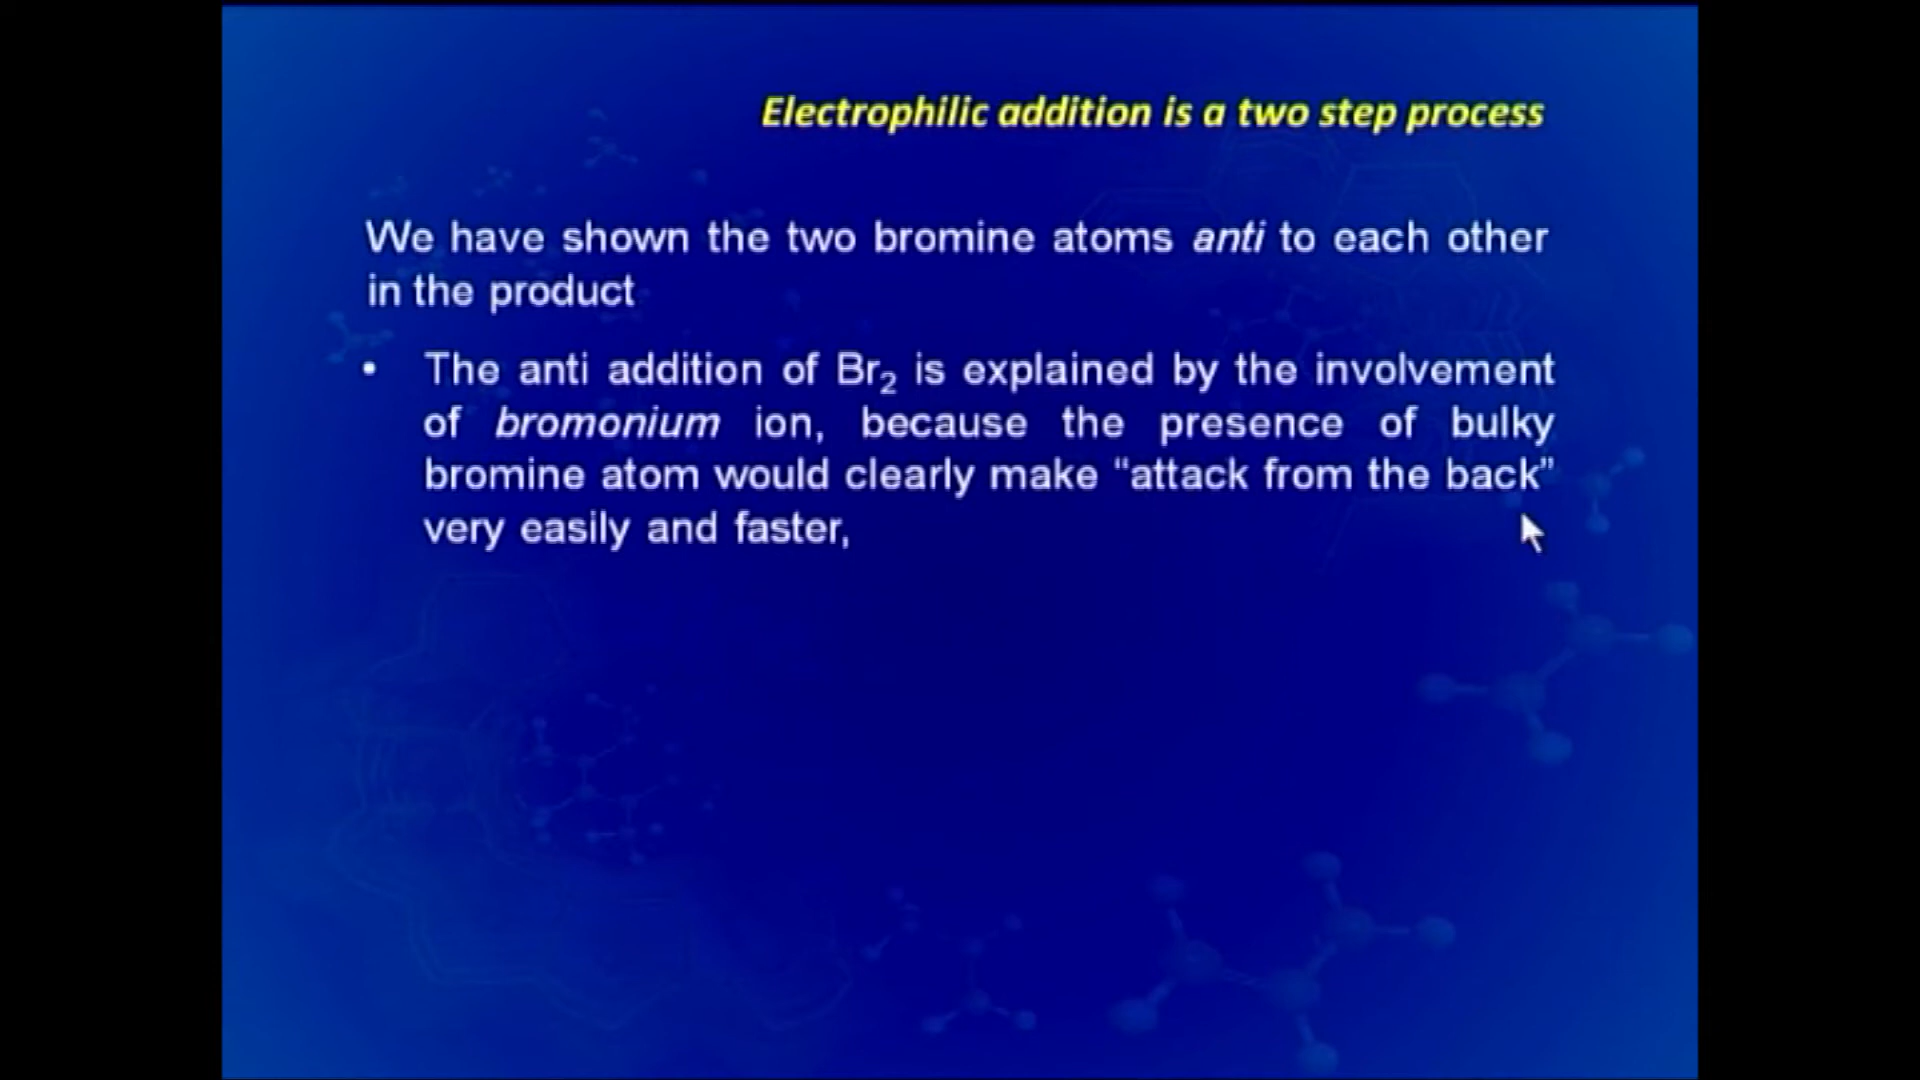 Electrophilic addition is a two step process
We have shown the two bromine atoms anti to each other
in the product
• The anti addition of Br₂ is explained by the involvement
of bromonium ion, because the presence of bulky
bromine atom would clearly make “attack from the back”
very easily and faster,